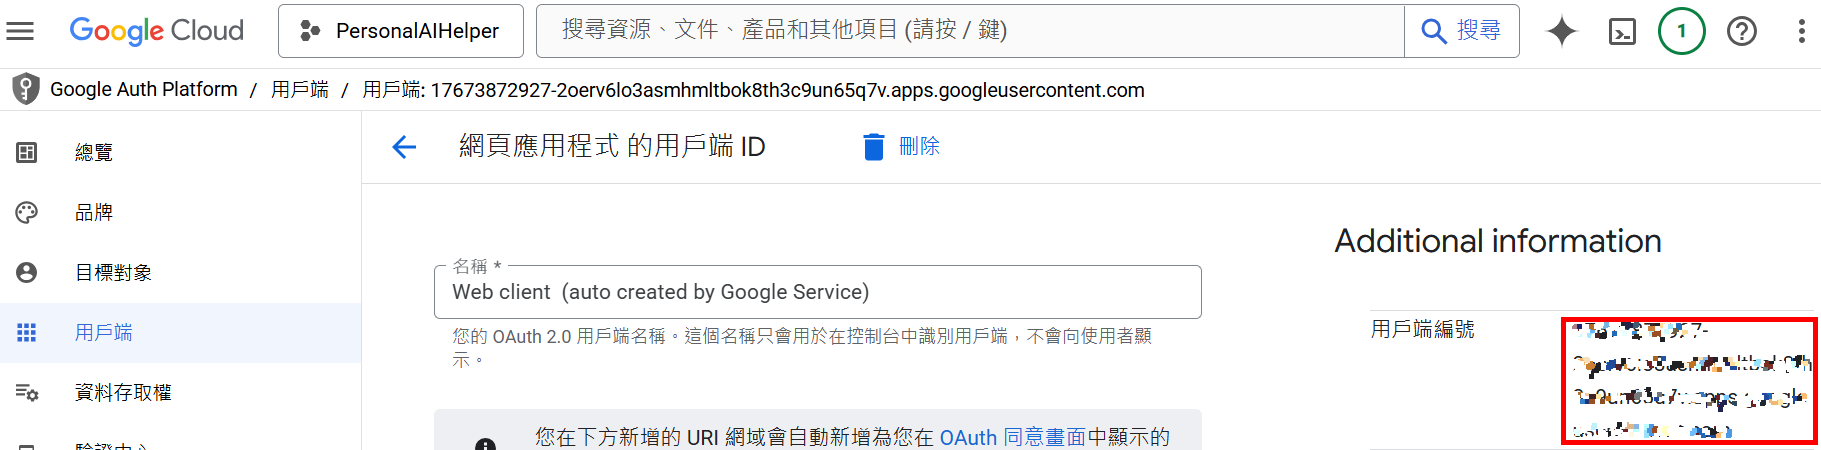 Google Cloud
PersonalAIHelper
搜尋資源、文件、產品和其他項目 (請按 / 鍵)
搜尋
1
Google Auth Platform / 用戶端 / 用戶端: 17673872927-2oerv6lo3asmhmltbok8th3c9un65q7v.apps.googleusercontent.com
總覽
品牌
目標對象
用戶端
資料存取權
驗證中心
網頁應用程式 的用戶端 ID
刪除
名稱 *
Web client (auto created by Google Service)
您的 OAuth 2.0 用戶端名稱。這個名稱只會用於在控制台中識別用戶端，不會向使用者顯
示。
您在下方新增的 URI 網域會自動新增為您在 OAuth 同意畫面中顯示的
Additional information
用戶端編號